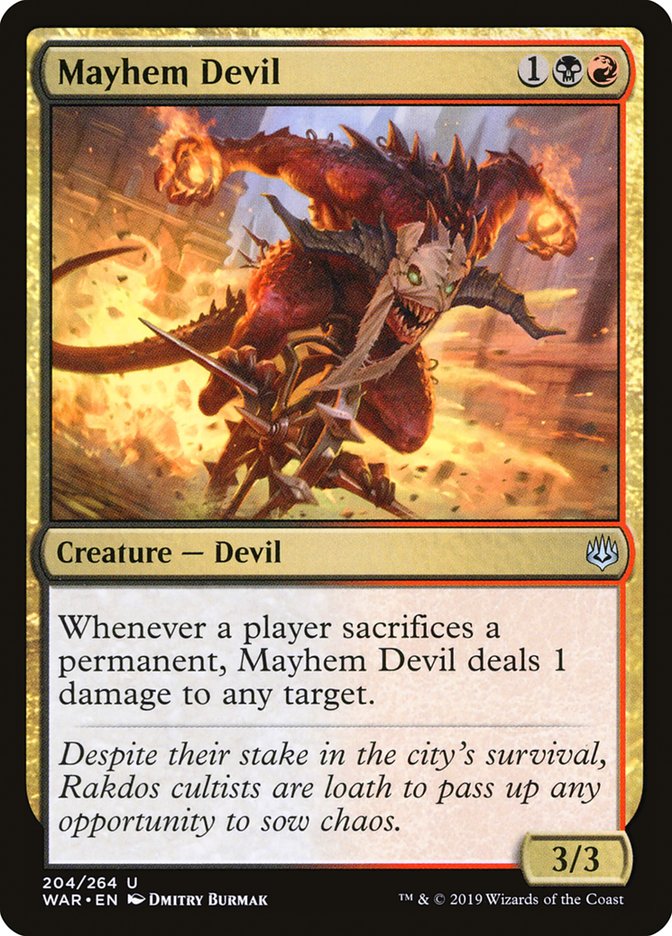 Mayhem Devil 1
Creature — Devil
Whenever a player sacrifices a
permanent, Mayhem Devil deals 1
damage to any target.
Despite their stake in the city's survival,
Rakdos cultists are loath to pass up any
opportunity to sow chaos.
3/3
204/264 U
WAR • EN Dmitry Burmak
™ & © 2019 Wizards of the Coast